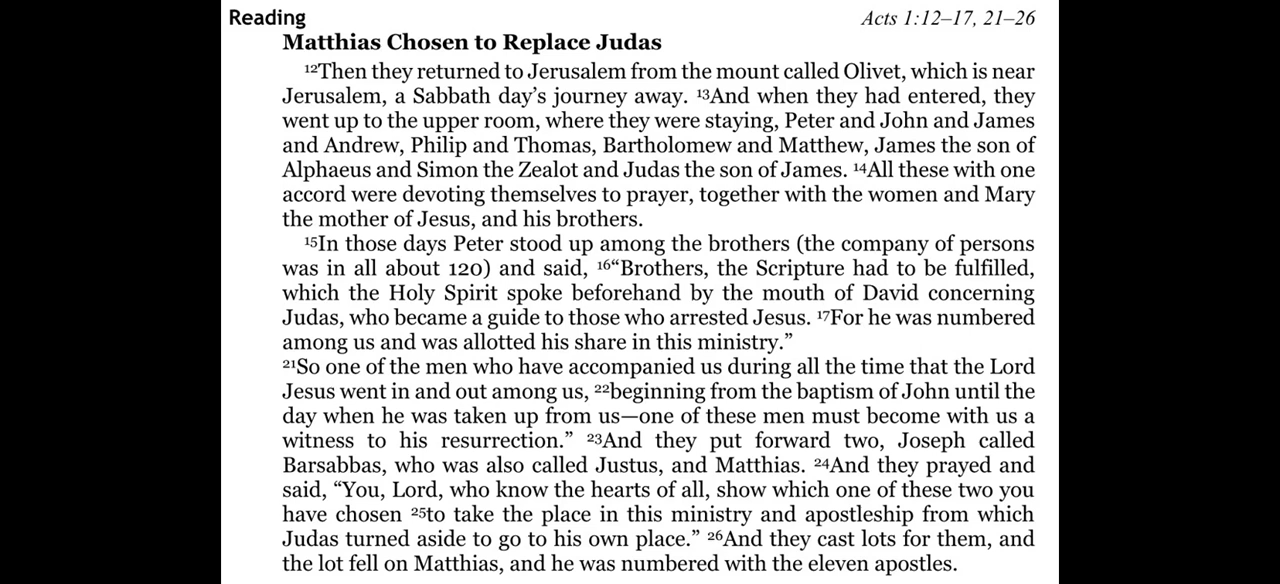 Reading Acts 1:12–17, 21–26
Matthias Chosen to Replace Judas
¹²Then they returned to Jerusalem from the mount called Olivet, which is near
Jerusalem, a Sabbath day’s journey away. ¹³And when they had entered, they
went up to the upper room, where they were staying, Peter and John and James
and Andrew, Philip and Thomas, Bartholomew and Matthew, James the son of
Alphaeus and Simon the Zealot and Judas the son of James. ¹⁴All these with one
accord were devoting themselves to prayer, together with the women and Mary
the mother of Jesus, and his brothers.
¹⁵In those days Peter stood up among the brothers (the company of persons
was in all about 120) and said, ¹⁶“Brothers, the Scripture had to be fulfilled,
which the Holy Spirit spoke beforehand by the mouth of David concerning
Judas, who became a guide to those who arrested Jesus. ¹⁷For he was numbered
among us and was allotted his share in this ministry.”
²¹So one of the men who have accompanied us during all the time that the Lord
Jesus went in and out among us, ²²beginning from the baptism of John until the
day when he was taken up from us—one of these men must become with us a
witness to his resurrection.” ²³And they put forward two, Joseph called
Barsabbas, who was also called Justus, and Matthias. ²⁴And they prayed and
said, “You, Lord, who know the hearts of all, show which one of these two you
have chosen ²⁵to take the place in this ministry and apostleship from which
Judas turned aside to go to his own place.” ²⁶And they cast lots for them, and
the lot fell on Matthias, and he was numbered with the eleven apostles.